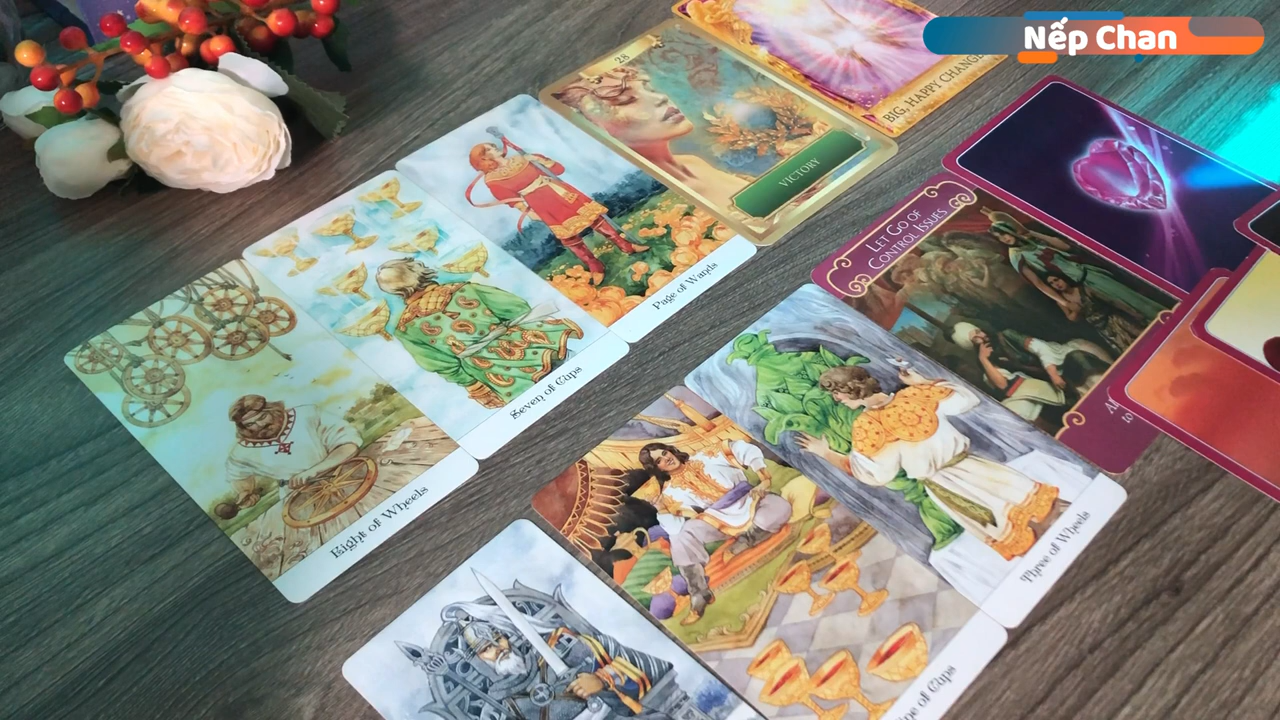 Nếp Chan
BIG, HAPPY CHANGE
28
VICTORY
LET GO OF
CONTROL ISSUES
Page of Wands
Seven of Cups
Eight of Wheels
Three of Wheels
of Cups